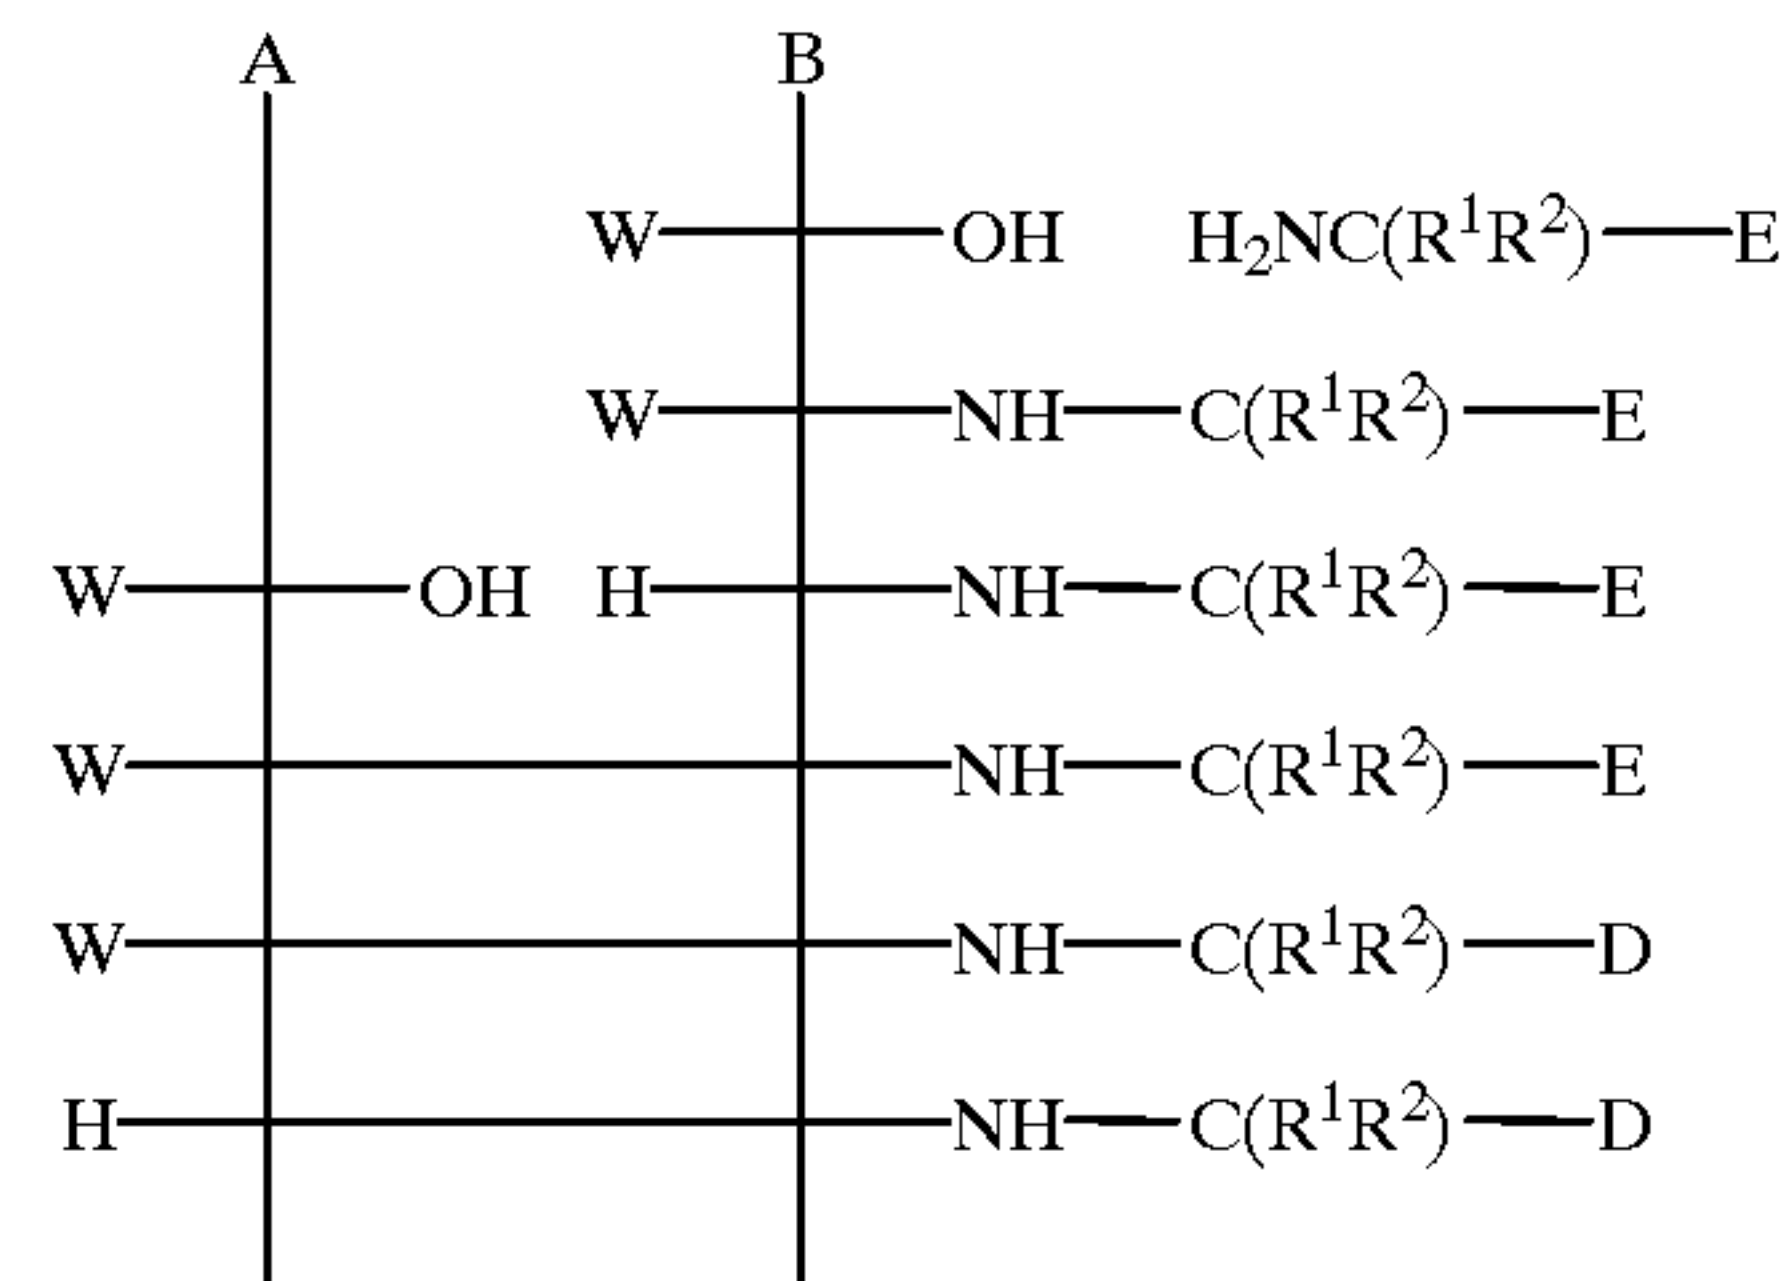 A B
W OH H₂NC(R¹R²) E
W NH C(R¹R²) E
W OH H NH C(R¹R²) E
W NH C(R¹R²) E
W NH C(R¹R²) D
H NH C(R¹R²) D